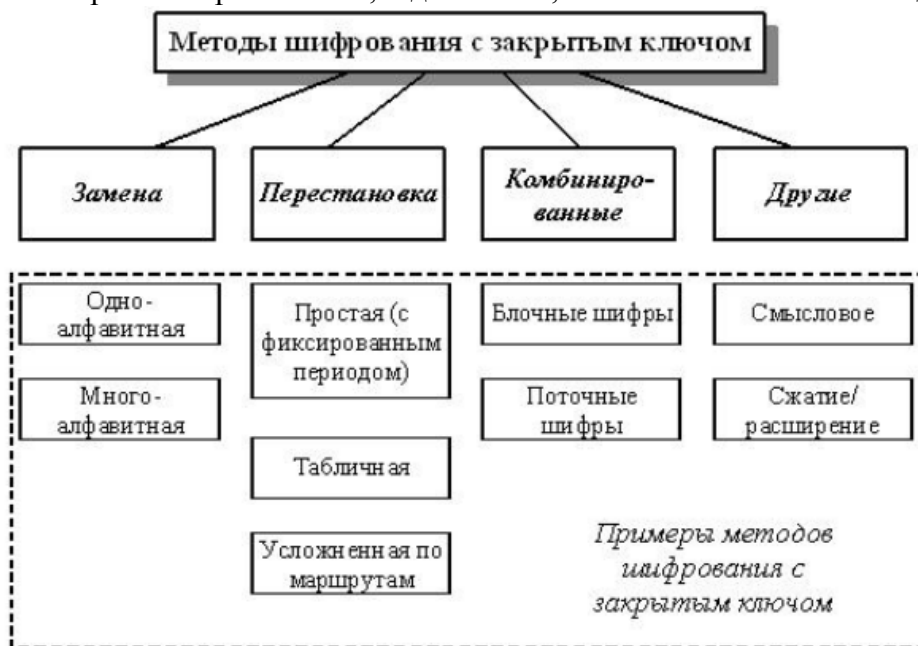 Методы шифрования с закрытым ключом
Замена
Перестановка
Комбиниро-
ванные
Другие
Одно-
алфавитная
Много-
алфавитная
Простая (с
фиксированным
периодом)
Табличная
Усложненная по
маршрутам
Блочные шифры
Поточные
шифры
Смысловое
Сжатие/
расширение
Примеры методов
шифрования с
закрытым ключом